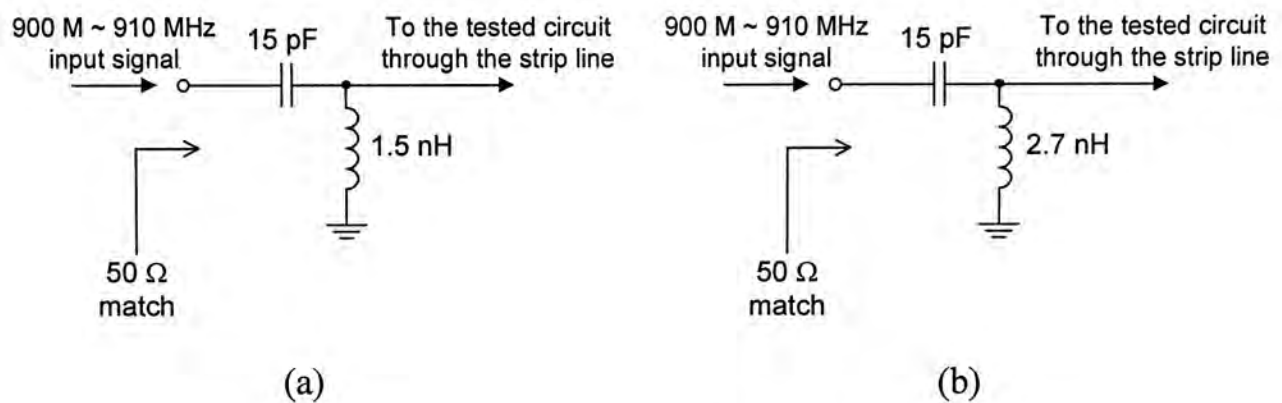 900 M ~ 910 MHz
input signal
15 pF
To the tested circuit
through the strip line
1.5 nH
50 Ω
match
(a)
900 M ~ 910 MHz
input signal
15 pF
To the tested circuit
through the strip line
2.7 nH
50 Ω
match
(b)